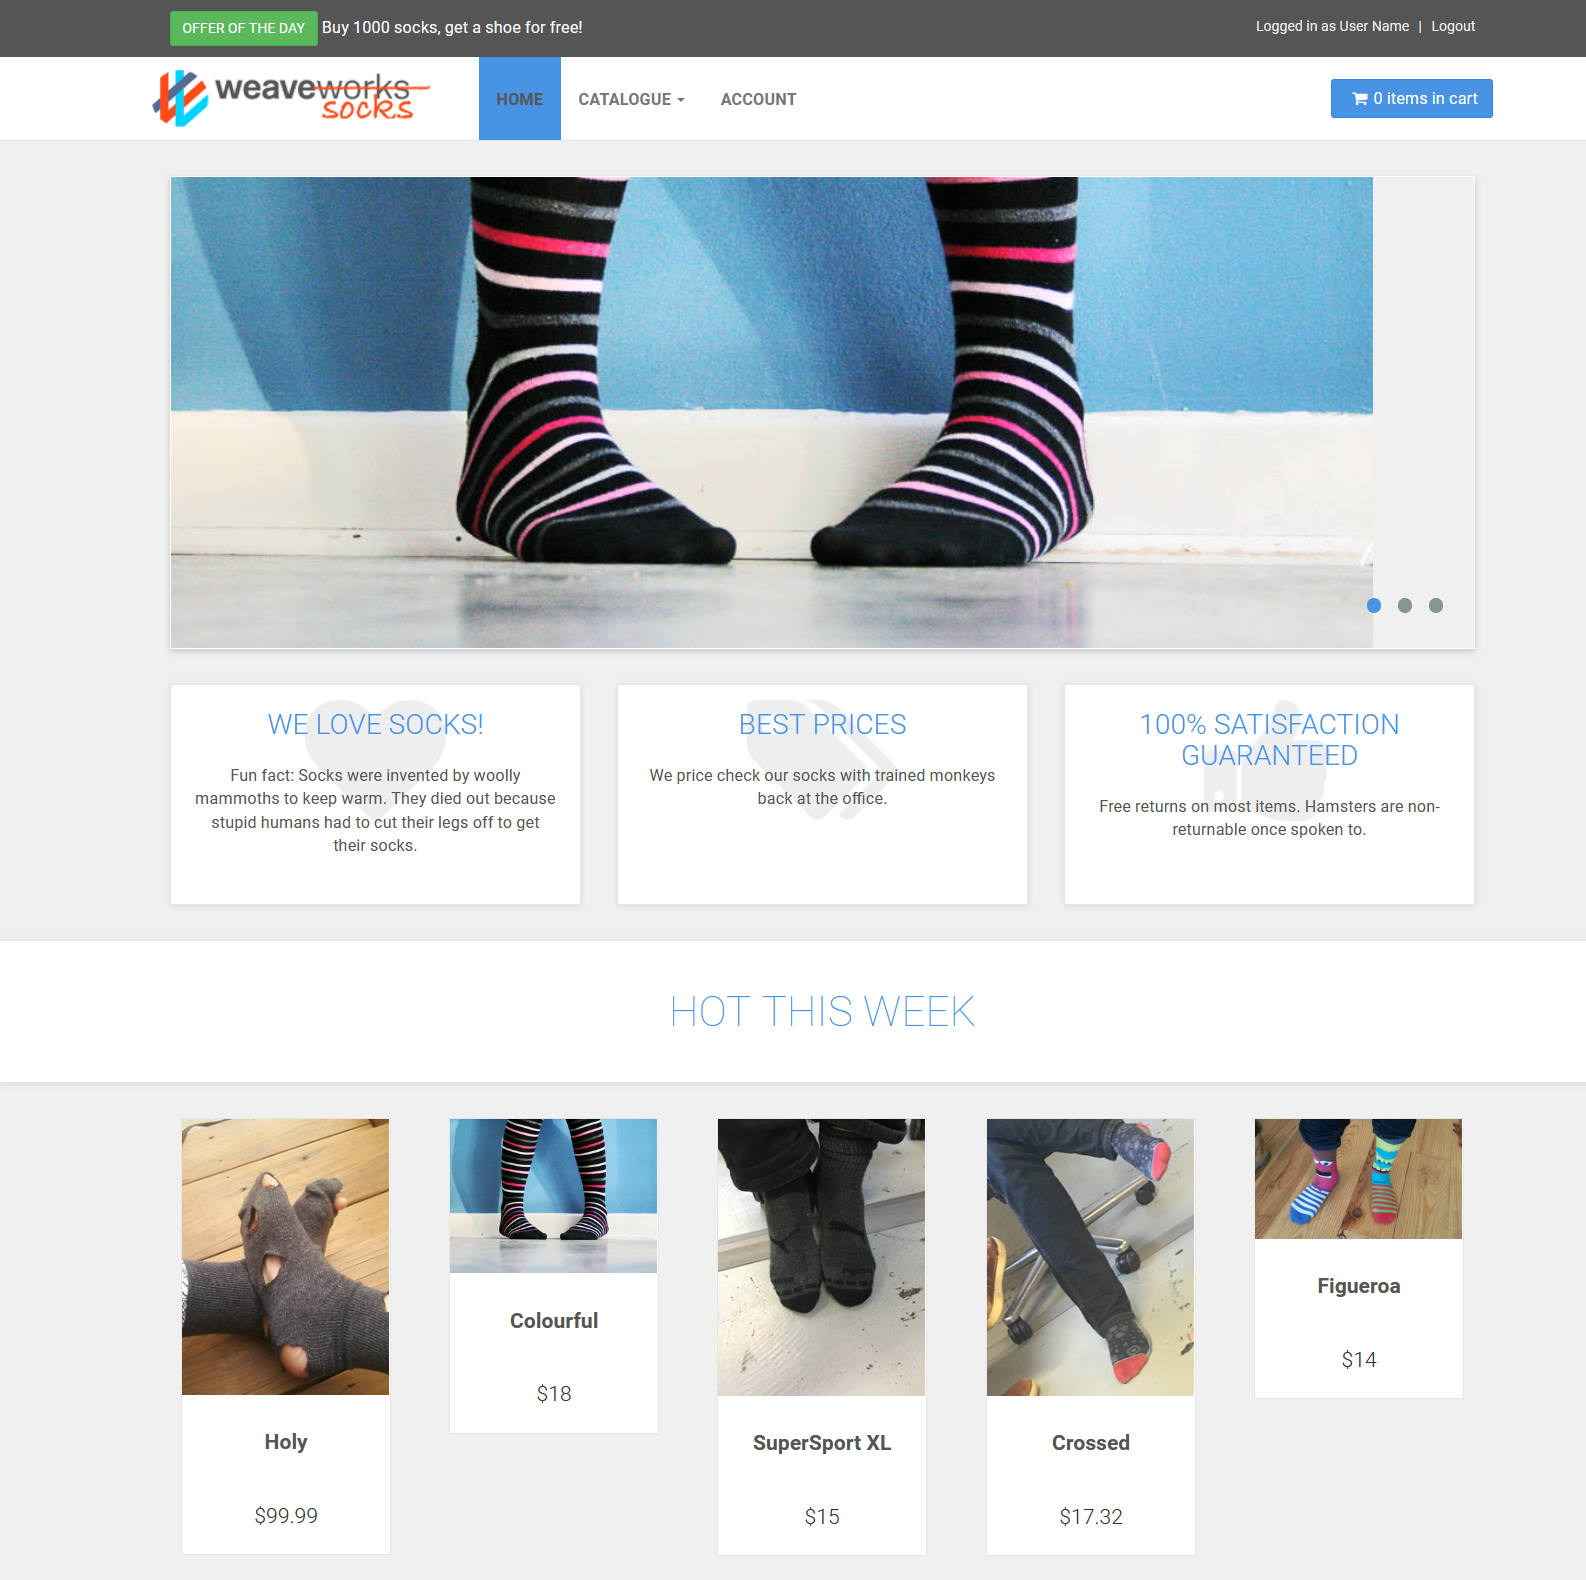 OFFER OF THE DAY Buy 1000 socks, get a shoe for free!
Logged in as User Name | Logout
weaveworks
socks
HOME CATALOGUE ACCOUNT
0 items in cart
WE LOVE SOCKS!
Fun fact: Socks were invented by woolly
mammoths to keep warm. They died out because
stupid humans had to cut their legs off to get
their socks.
BEST PRICES
We price check our socks with trained monkeys
back at the office.
100% SATISFACTION
GUARANTEED
Free returns on most items. Hamsters are non-
returnable once spoken to.
HOT THIS WEEK
Holy
$99.99
Colourful
$18
SuperSport XL
$15
Crossed
$17.32
Figueroa
$14